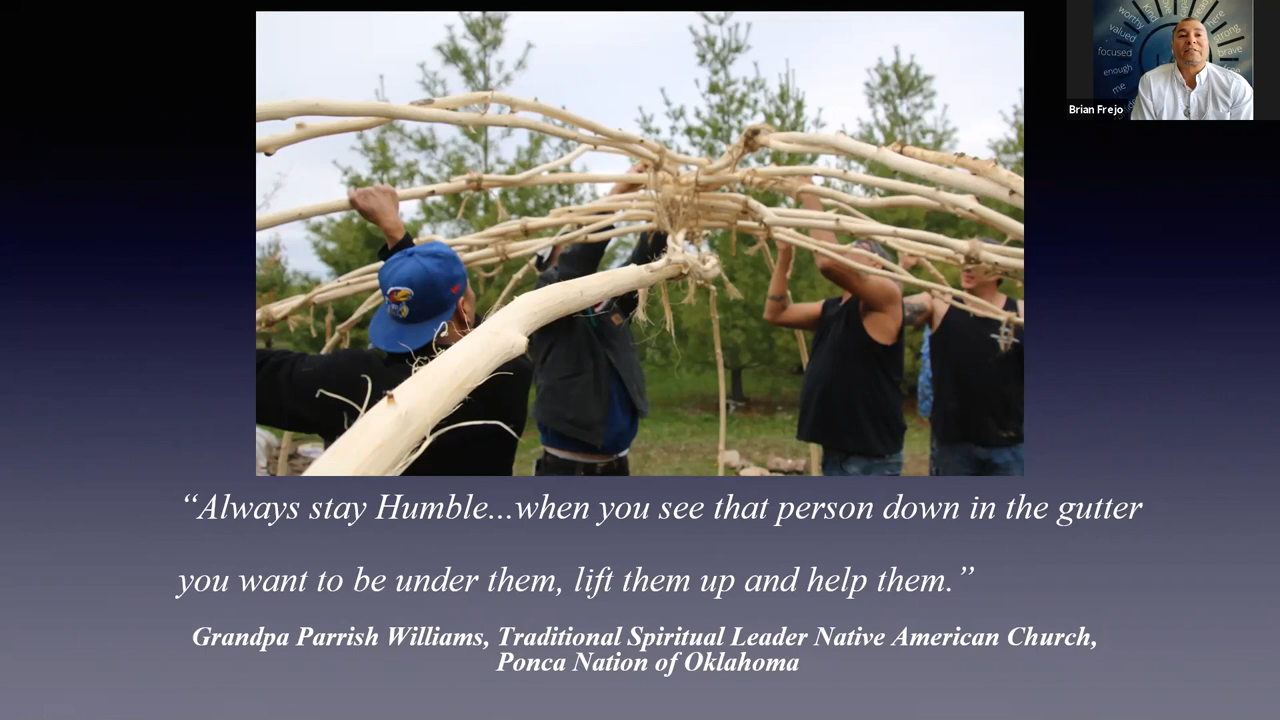 worthy
valued
focused
enough
me
strong
brave
free
Brian Frejo
“Always stay Humble...when you see that person down in the gutter
you want to be under them, lift them up and help them.”
Grandpa Parrish Williams, Traditional Spiritual Leader Native American Church,
Ponca Nation of Oklahoma